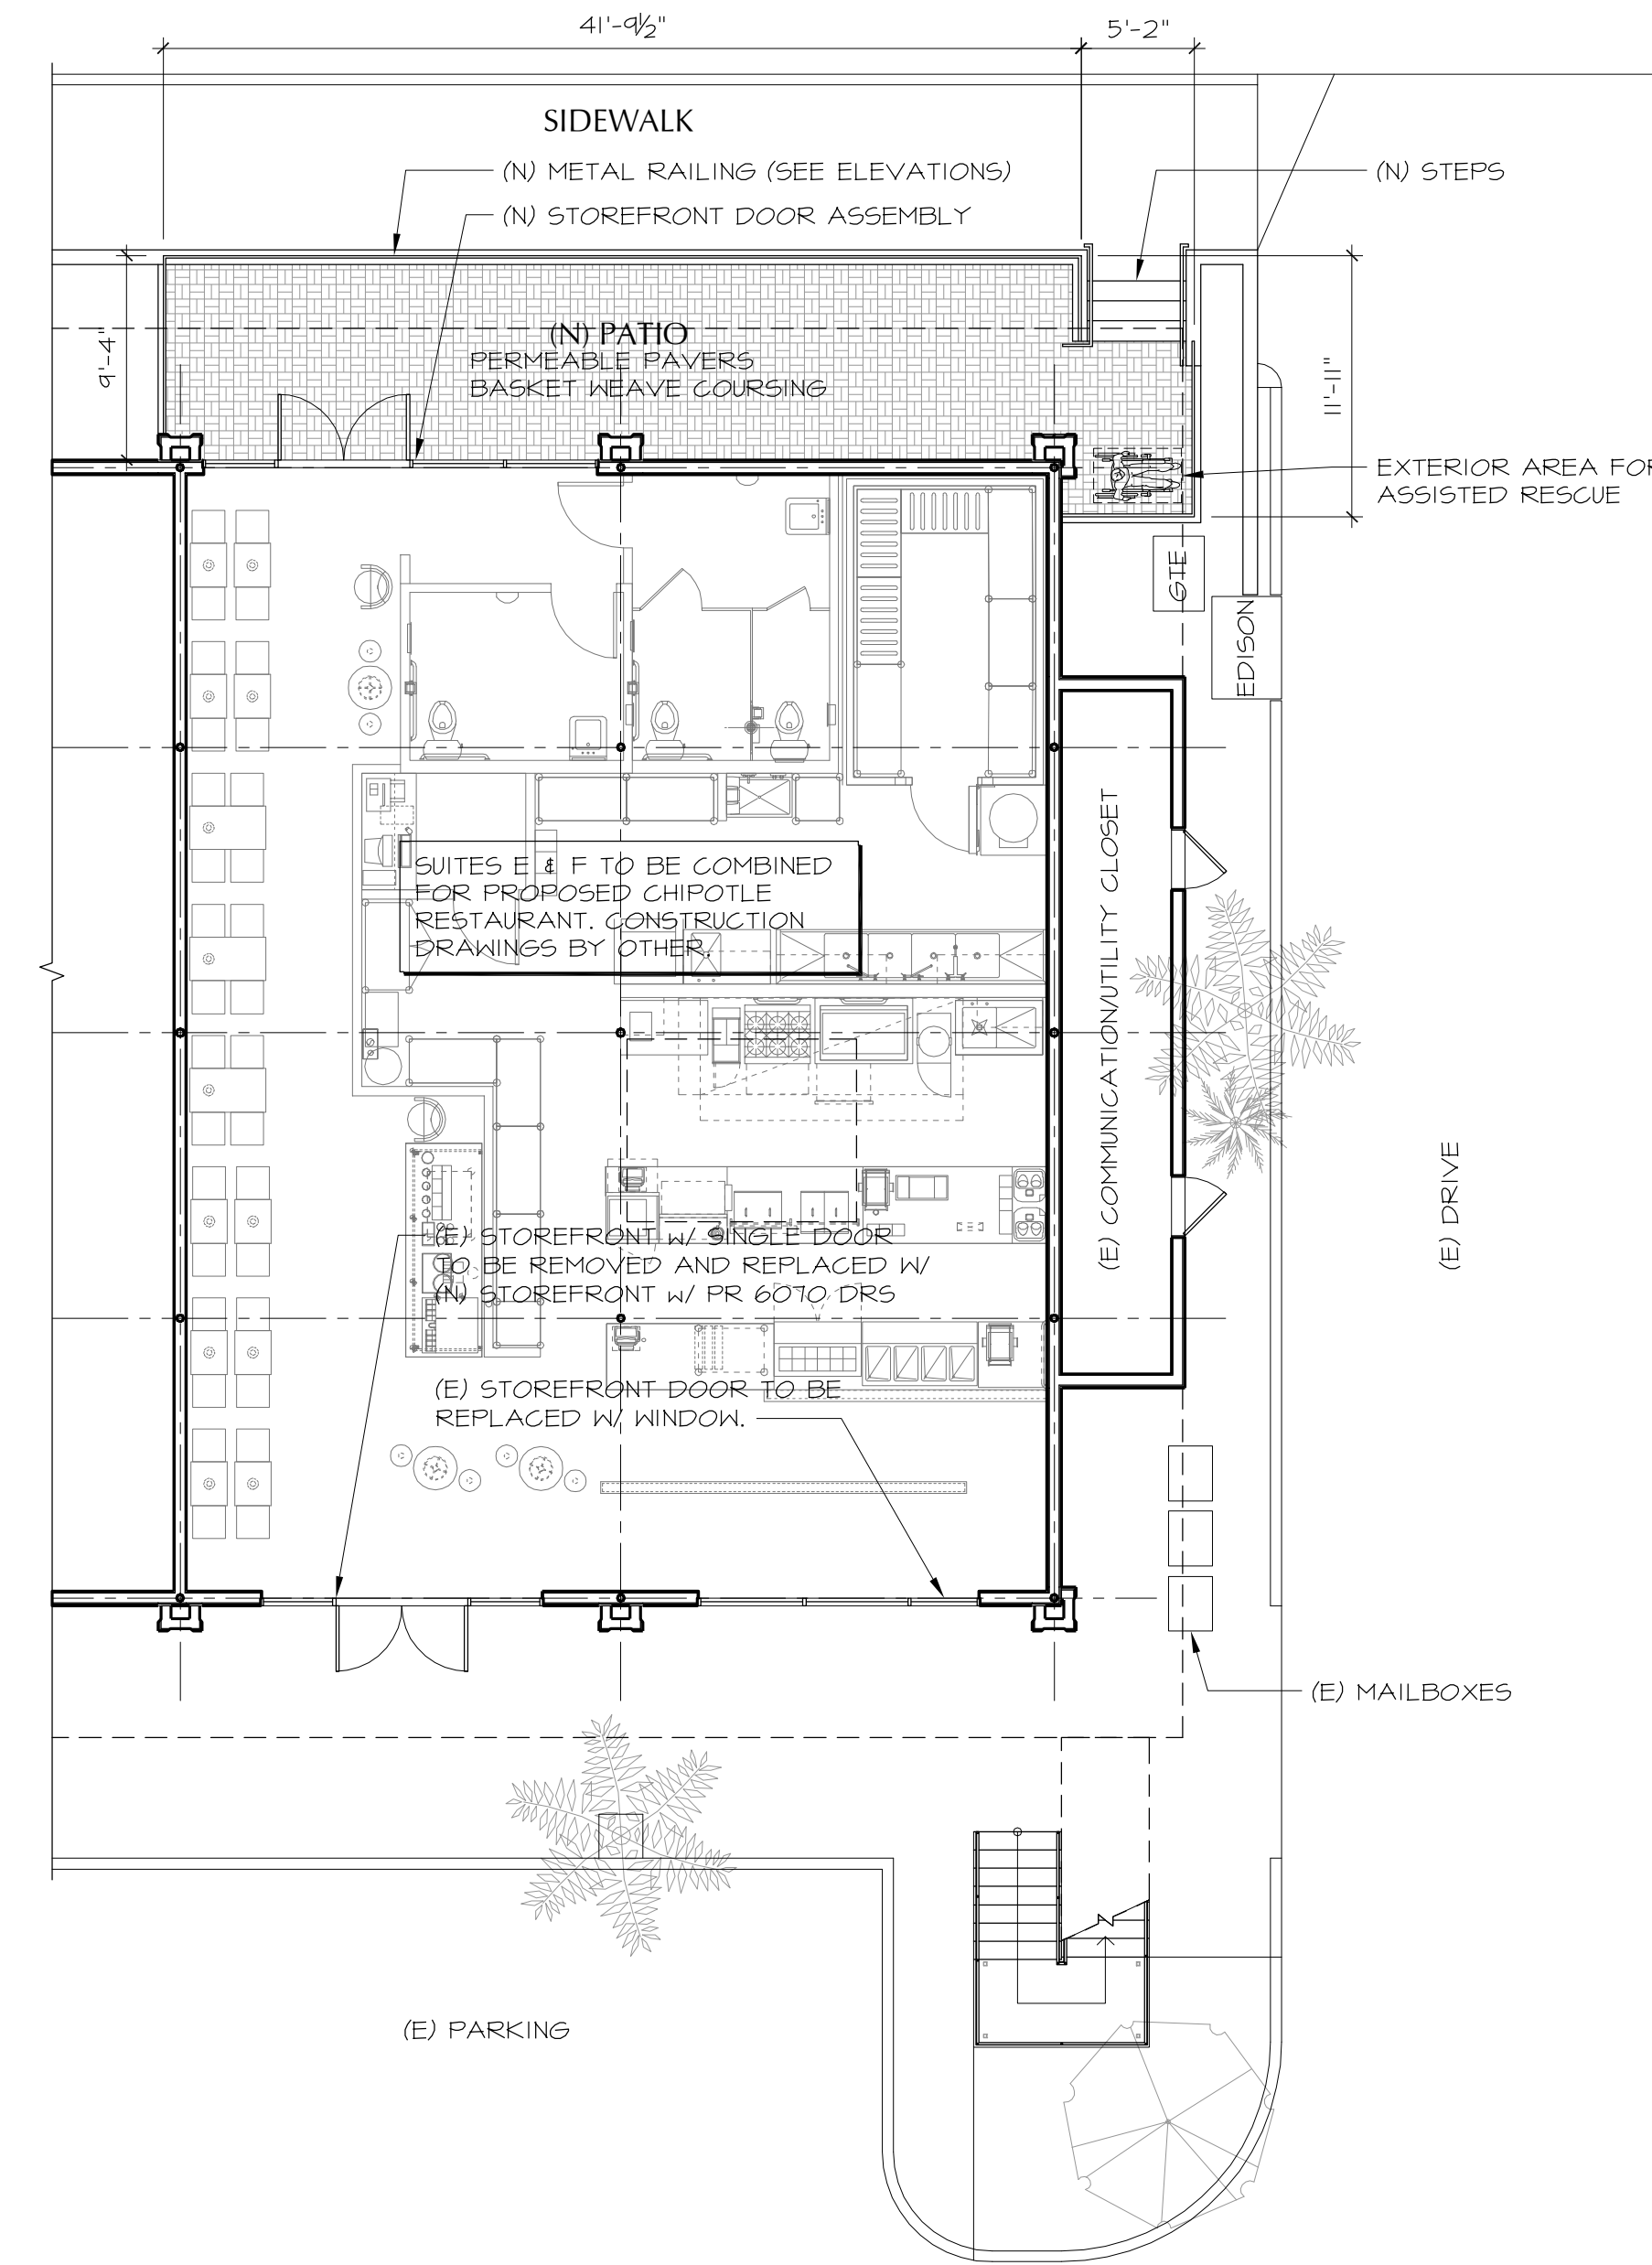 41'-9½"
5'-2"
SIDEWALK
(N) METAL RAILING (SEE ELEVATIONS)
(N) STEPS
(N) STOREFRONT DOOR ASSEMBLY
9'-4"
(N) PATIO
PERMEABLE PAVERS
BASKET WEAVE COURSING
11'-11"
EXTERIOR AREA FOR
ASSISTED RESCUE
GTE
EDISON
SUITES E & F TO BE COMBINED
FOR PROPOSED CHIPOTLE
RESTAURANT. CONSTRUCTION
DRAWINGS BY OTHER
(E) COMMUNICATION/UTILITY CLOSET
(E) DRIVE
(E) STOREFRONT W/ SINGLE DOOR
TO BE REMOVED AND REPLACED W/
(N) STOREFRONT W/ PR 6070 DRS
(E) STOREFRONT DOOR TO BE
REPLACED W/ WINDOW.
(E) MAILBOXES
(E) PARKING